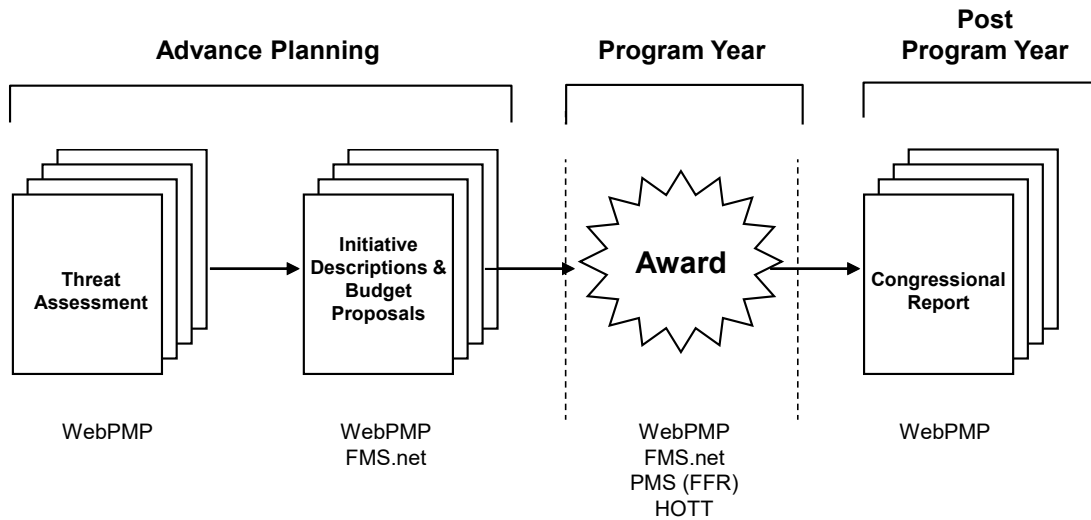 Advance Planning
Program Year
Post
Program Year
Threat
Assessment
Initiative
Descriptions &
Budget
Proposals
Award
Congressional
Report
WebPMP
WebPMP
FMS.net
WebPMP
FMS.net
PMS (FFR)
HOTT
WebPMP